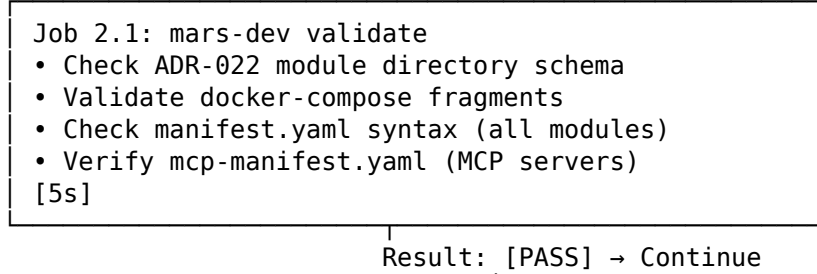 Job 2.1: mars-dev validate
• Check ADR-022 module directory schema
• Validate docker-compose fragments
• Check manifest.yaml syntax (all modules)
• Verify mcp-manifest.yaml (MCP servers)
[5s]
Result: [PASS] → Continue